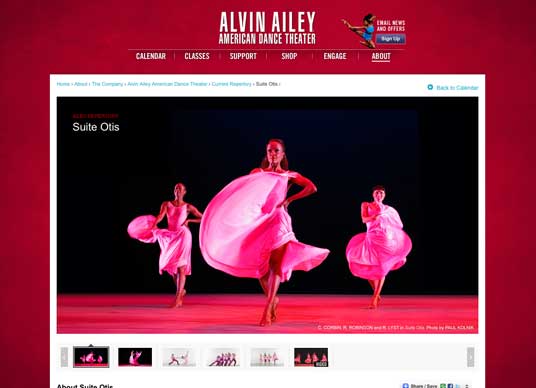 ALVIN AILEY
AMERICAN DANCE THEATER
EMAIL NEWS
AND OFFERS
Sign Up
CALENDAR CLASSES SUPPORT SHOP ENGAGE ABOUT
Home › About › The Company › Alvin Ailey American Dance Theater › Current Repertory › Suite Otis ›
Back to Calendar
Suite Otis
C. CORBIN, R. ROBINSON and R. LYST in Suite Otis. Photo by PAUL KOLNIK
VIDEO
About Suite Otis
Share / Save